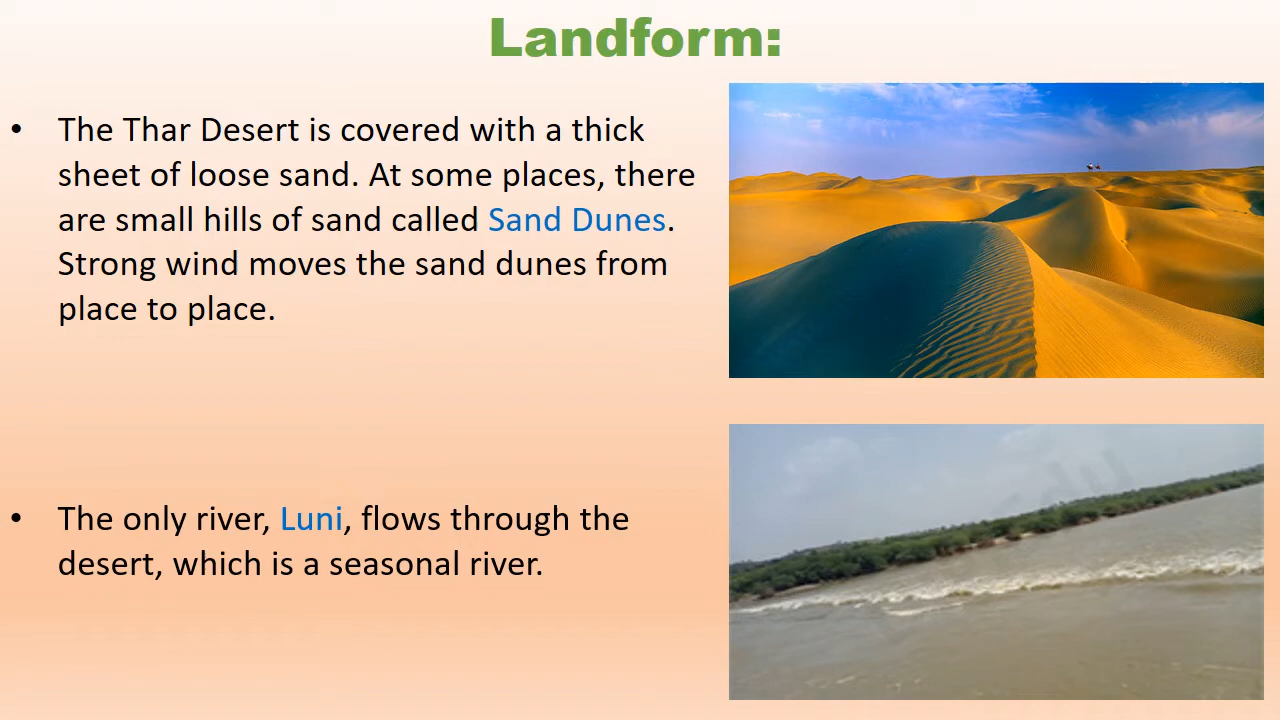 Landform:
• The Thar Desert is covered with a thick
sheet of loose sand. At some places, there
are small hills of sand called Sand Dunes.
Strong wind moves the sand dunes from
place to place.
• The only river, Luni, flows through the
desert, which is a seasonal river.